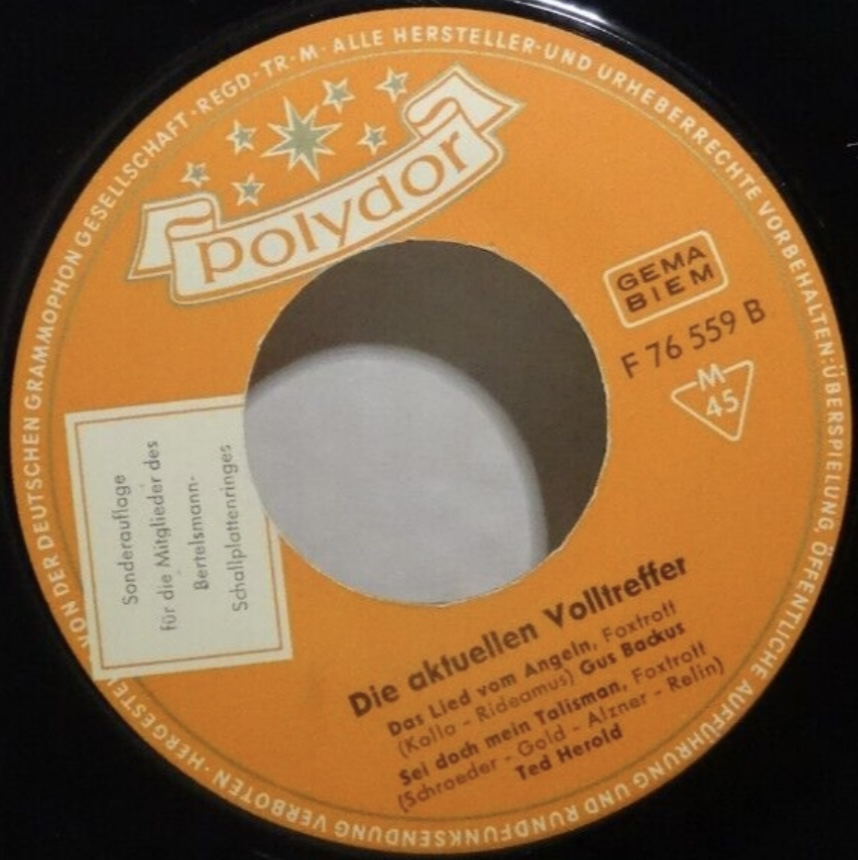 VON DER DEUTSCHEN GRAMMOPHON GESELLSCHAFT · REGD · TR · M · ALLE HERSTELLER- UND URHEBERRECHTE VORBEHALTEN: ÜBERSPIELUNG, ÖFFENTLICHE AUFFÜHRUNG UND RUNDFUNKSENDUNG VERBOTEN · HERGESTE
polydor
GEMA
BIEM
F 76 559 B
M
45
Sonderauflage
für die Mitglieder des
Bertelsmann-
Schallplattenringes
Die aktuellen Volltreffer
Das Lied vom Angeln, Foxtrott
(Kollo - Rideamus) Gus Backus
Sei doch mein Talisman, Foxtrott
(Schroeder - Gold - Alzner - Relin)
Ted Herold